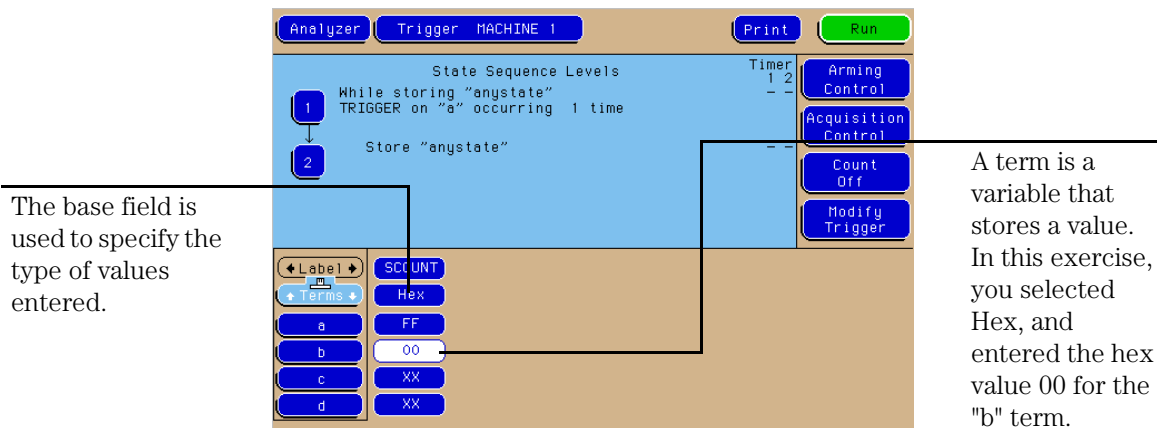 Analyzer Trigger MACHINE 1 Print Run
State Sequence Levels
Timer
1 2
While storing "anystate"
- -
1
TRIGGER on "a" occurring 1 time
Store "anystate"
- -
2
Arming
Control
Acquisition
Control
Count
Off
Modify
Trigger
Label SCOUNT
Terms Hex
a FF
b 00
c XX
d XX
The base field is
used to specify the
type of values
entered.
A term is a
variable that
stores a value.
In this exercise,
you selected
Hex, and
entered the hex
value 00 for the
"b" term.